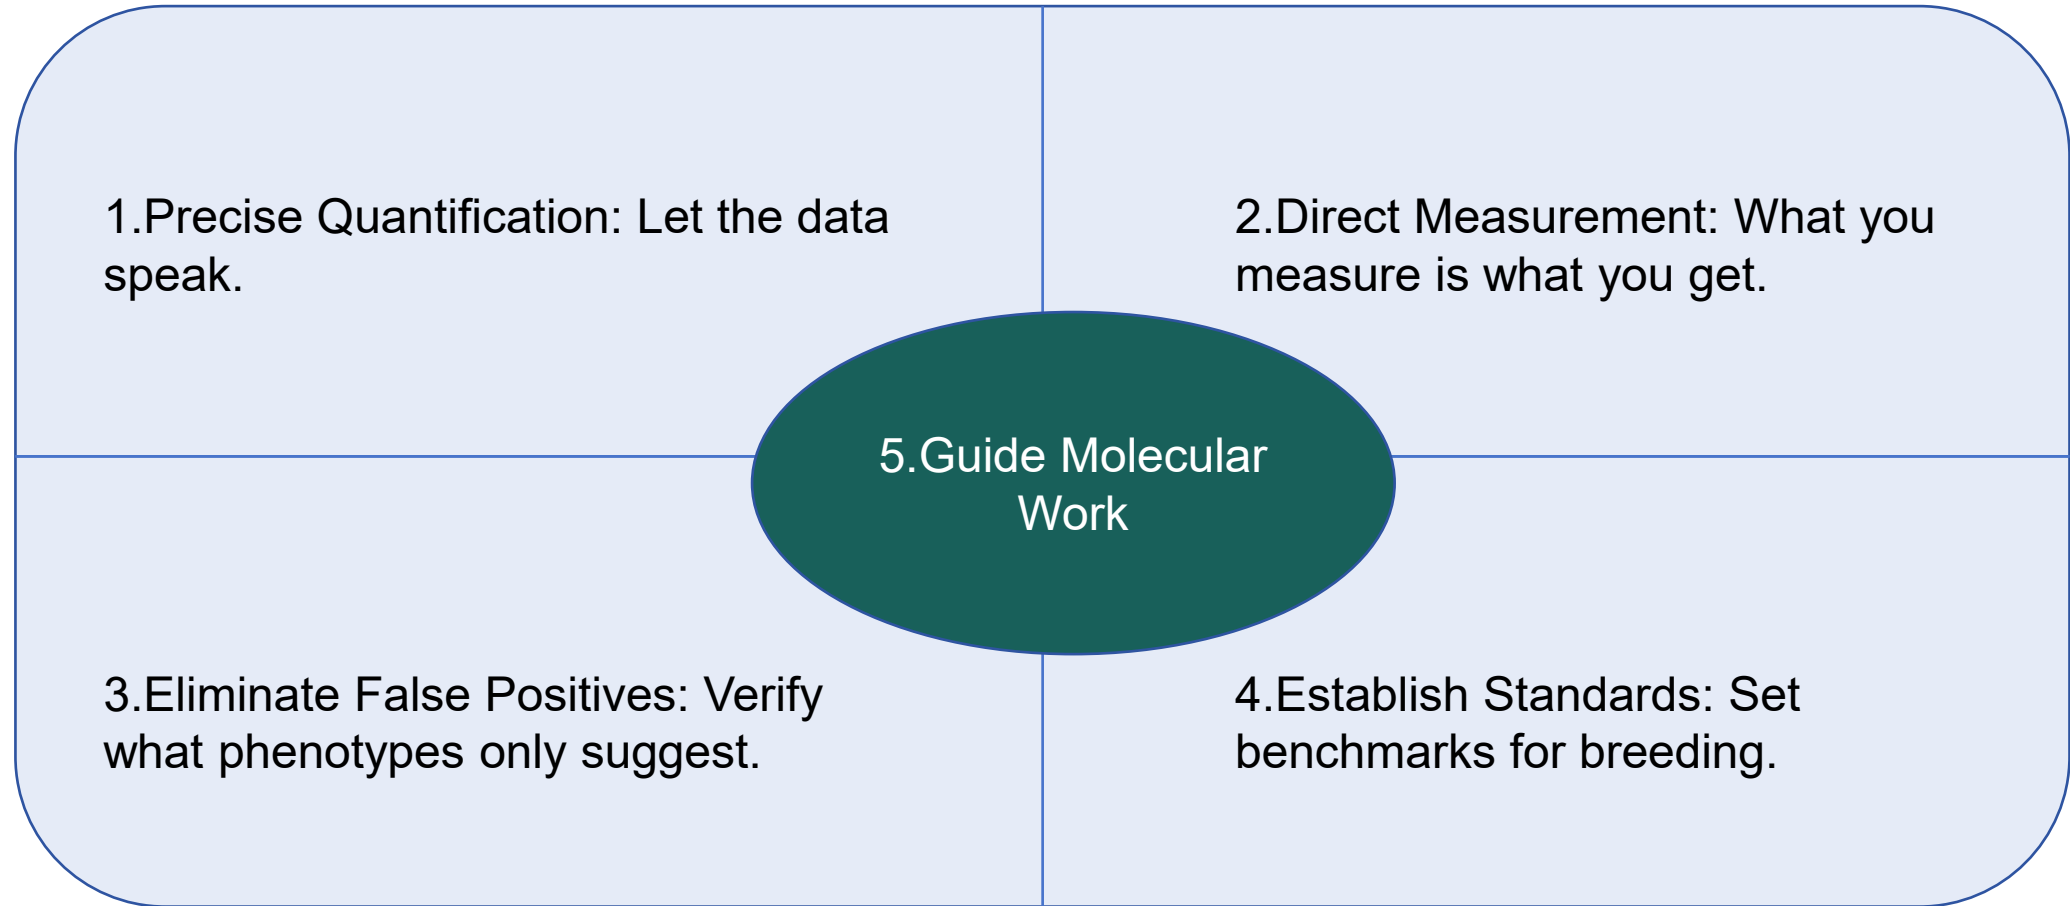 1.Precise Quantification: Let the data
speak.
2.Direct Measurement: What you
measure is what you get.
5.Guide Molecular
Work
3.Eliminate False Positives: Verify
what phenotypes only suggest.
4.Establish Standards: Set
benchmarks for breeding.